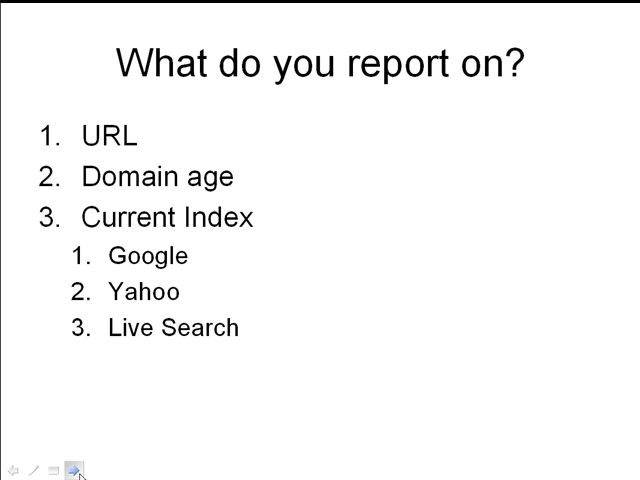 What do you report on?
1. URL
2. Domain age
3. Current Index
1. Google
2. Yahoo
3. Live Search